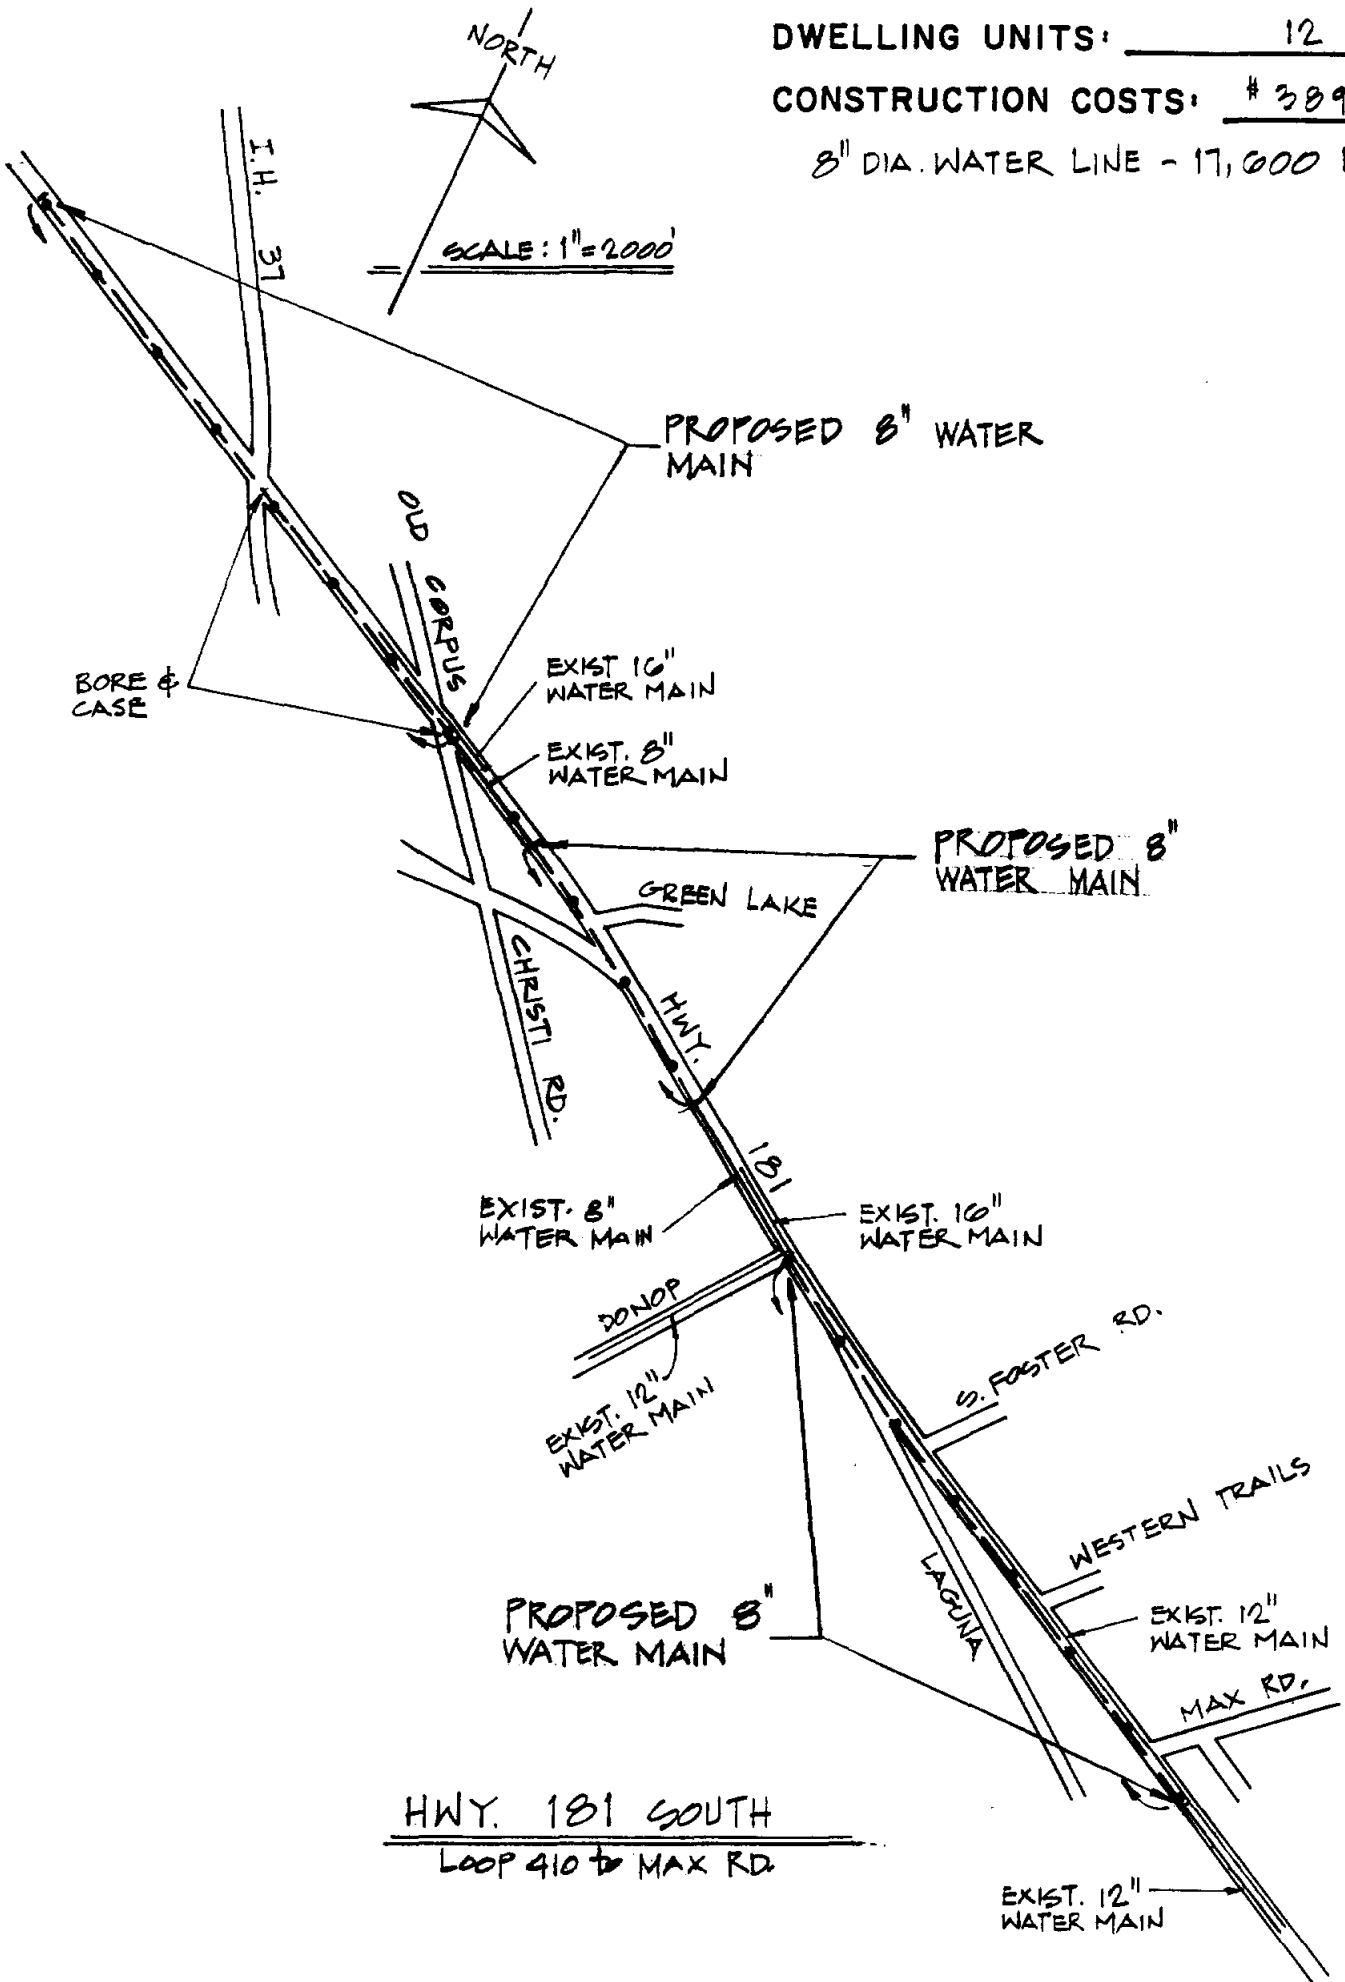 NORTH
DWELLING UNITS: 12
CONSTRUCTION COSTS: $389
8" DIA. WATER LINE - 17,600
I.H. 37
SCALE: 1"=2000'
PROPOSED 8" WATER
MAIN
OLD CORPUS
BORE &
CASE
EXIST 16"
WATER MAIN
EXIST. 8"
WATER MAIN
PROPOSED 8"
WATER MAIN
GREEN LAKE
CHRISTI RD.
HWY.
181
EXIST. 8"
WATER MAIN
EXIST. 16"
WATER MAIN
DONOP
EXIST. 12"
WATER MAIN
S. FOSTER RD.
WESTERN TRAILS
LAGUNA
PROPOSED 8"
WATER MAIN
EXIST. 12"
WATER MAIN
MAX RD.
HWY. 181 SOUTH
LOOP 410 to MAX RD.
EXIST. 12"
WATER MAIN